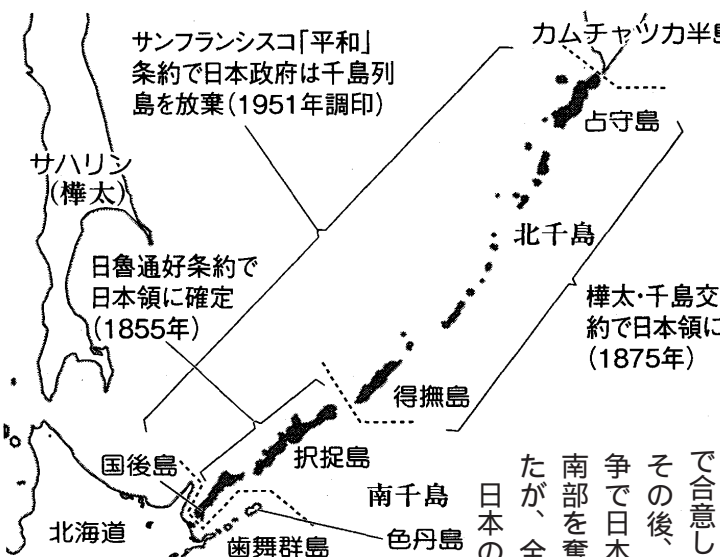 サンフランシスコ「平和」
条約で日本政府は千島列
島を放棄(1951年調印)
カムチャツカ半島
占守島
サハリン
(樺太)
北千島
日魯通好条約で
日本領に確定
(1855年)
樺太・千島交
約で日本領に
(1875年)
得撫島
択捉島
国後島
南千島
北海道
歯舞群島
色丹島
で合意し
その後、
争で日本
南部を奪
たが、全
日本の